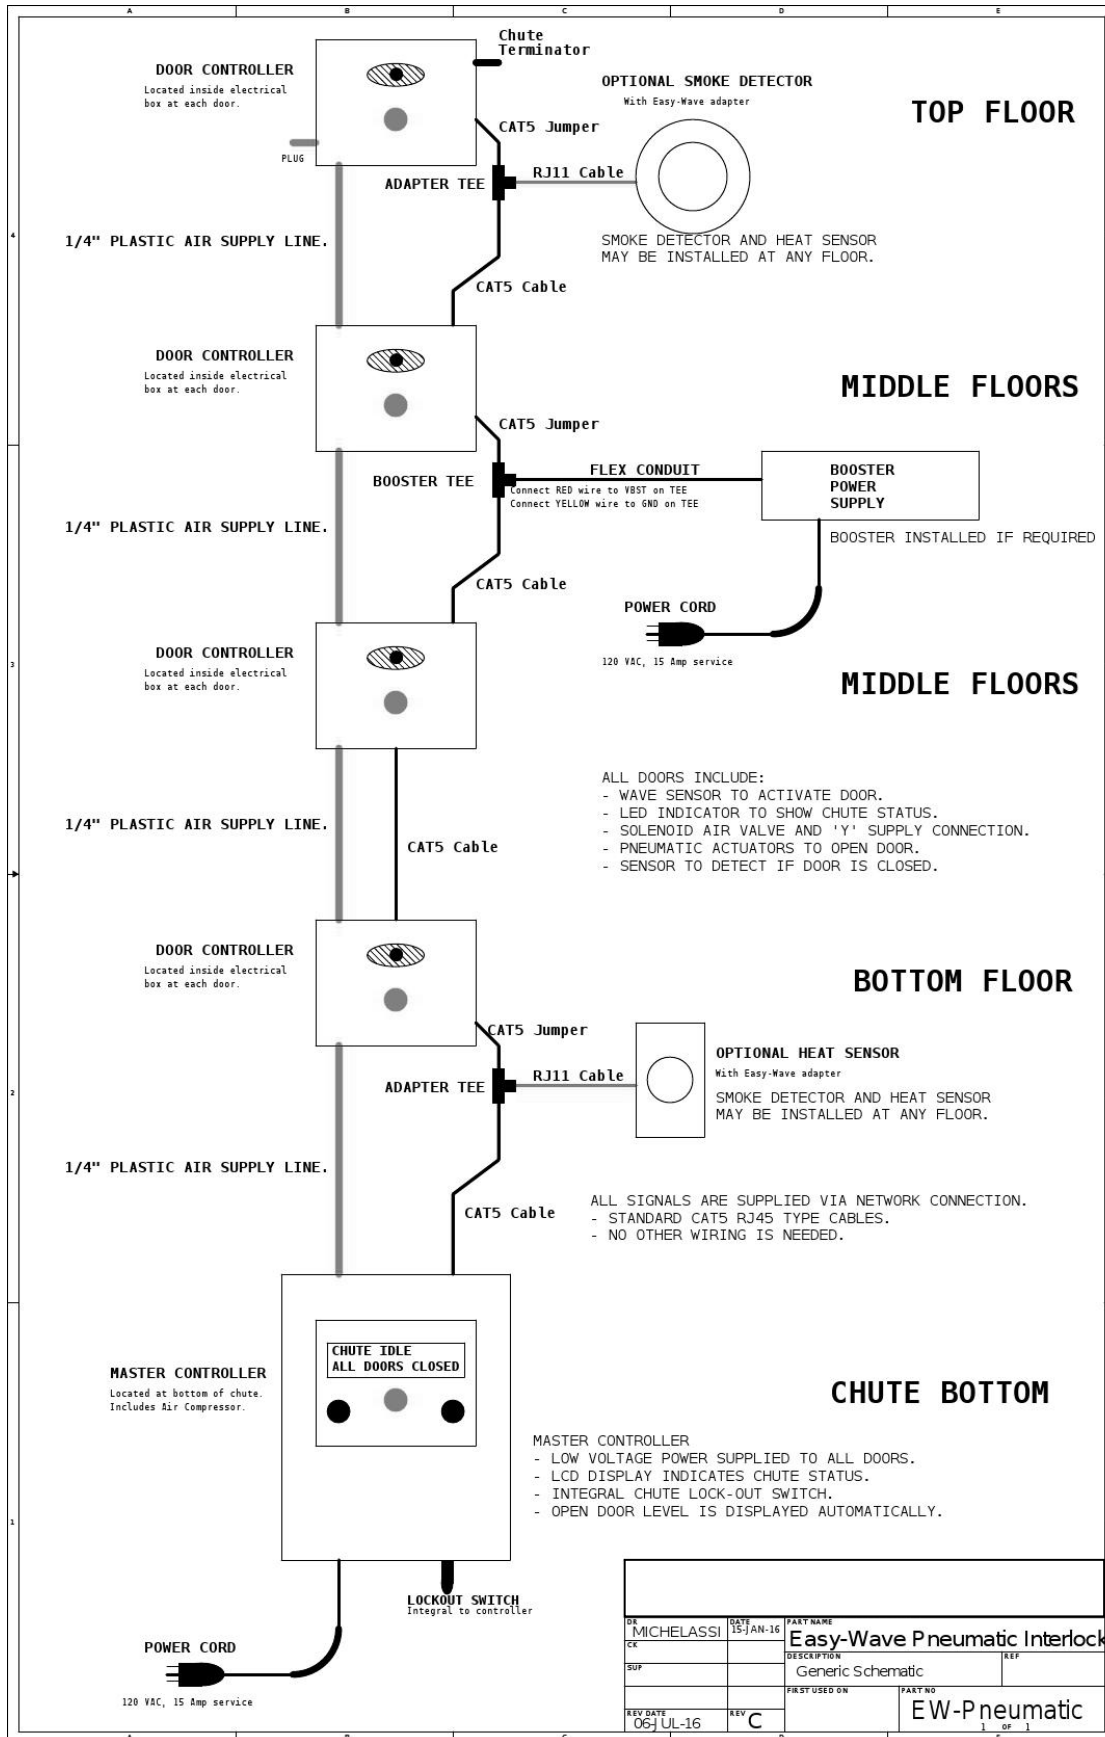 A B C D E
Chute
Terminator
DOOR CONTROLLER
Located inside electrical
box at each door.
OPTIONAL SMOKE DETECTOR
With Easy-Wave adapter
TOP FLOOR
CAT5 Jumper
PLUG
ADAPTER TEE
RJ11 Cable
4
1/4" PLASTIC AIR SUPPLY LINE.
SMOKE DETECTOR AND HEAT SENSOR
MAY BE INSTALLED AT ANY FLOOR.
CAT5 Cable
DOOR CONTROLLER
Located inside electrical
box at each door.
MIDDLE FLOORS
CAT5 Jumper
BOOSTER TEE
FLEX CONDUIT
Connect RED wire to VBST on TEE
Connect YELLOW wire to GND on TEE
BOOSTER
POWER
SUPPLY
1/4" PLASTIC AIR SUPPLY LINE.
BOOSTER INSTALLED IF REQUIRED
CAT5 Cable
POWER CORD
120 VAC, 15 Amp service
DOOR CONTROLLER
Located inside electrical
box at each door.
3
MIDDLE FLOORS
ALL DOORS INCLUDE:
- WAVE SENSOR TO ACTIVATE DOOR.
- LED INDICATOR TO SHOW CHUTE STATUS.
- SOLENOID AIR VALVE AND 'Y' SUPPLY CONNECTION.
- PNEUMATIC ACTUATORS TO OPEN DOOR.
- SENSOR TO DETECT IF DOOR IS CLOSED.
1/4" PLASTIC AIR SUPPLY LINE.
CAT5 Cable
DOOR CONTROLLER
Located inside electrical
box at each door.
BOTTOM FLOOR
CAT5 Jumper
OPTIONAL HEAT SENSOR
With Easy-Wave adapter
SMOKE DETECTOR AND HEAT SENSOR
MAY BE INSTALLED AT ANY FLOOR.
RJ11 Cable
ADAPTER TEE
2
1/4" PLASTIC AIR SUPPLY LINE.
CAT5 Cable
ALL SIGNALS ARE SUPPLIED VIA NETWORK CONNECTION.
- STANDARD CAT5 RJ45 TYPE CABLES.
- NO OTHER WIRING IS NEEDED.
CHUTE IDLE
ALL DOORS CLOSED
MASTER CONTROLLER
Located at bottom of chute.
Includes Air Compressor.
CHUTE BOTTOM
MASTER CONTROLLER
- LOW VOLTAGE POWER SUPPLIED TO ALL DOORS.
- LCD DISPLAY INDICATES CHUTE STATUS.
- INTEGRAL CHUTE LOCK-OUT SWITCH.
- OPEN DOOR LEVEL IS DISPLAYED AUTOMATICALLY.
1
LOCKOUT SWITCH
Integral to controller
POWER CORD
120 VAC, 15 Amp service
DR
MICHELASSI
DATE
15-JAN-16
PART NAME
Easy-Wave Pneumatic Interlock
CK
DESCRIPTION
Generic Schematic
REF
SUP
FIRST USED ON
PART NO
EW-Pneumatic
REV DATE
06-JUL-16
REV
C
1 OF 1